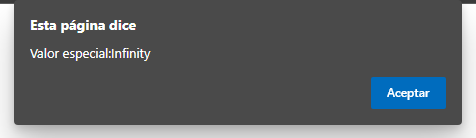 Esta página dice
Valor especial:Infinity
Aceptar